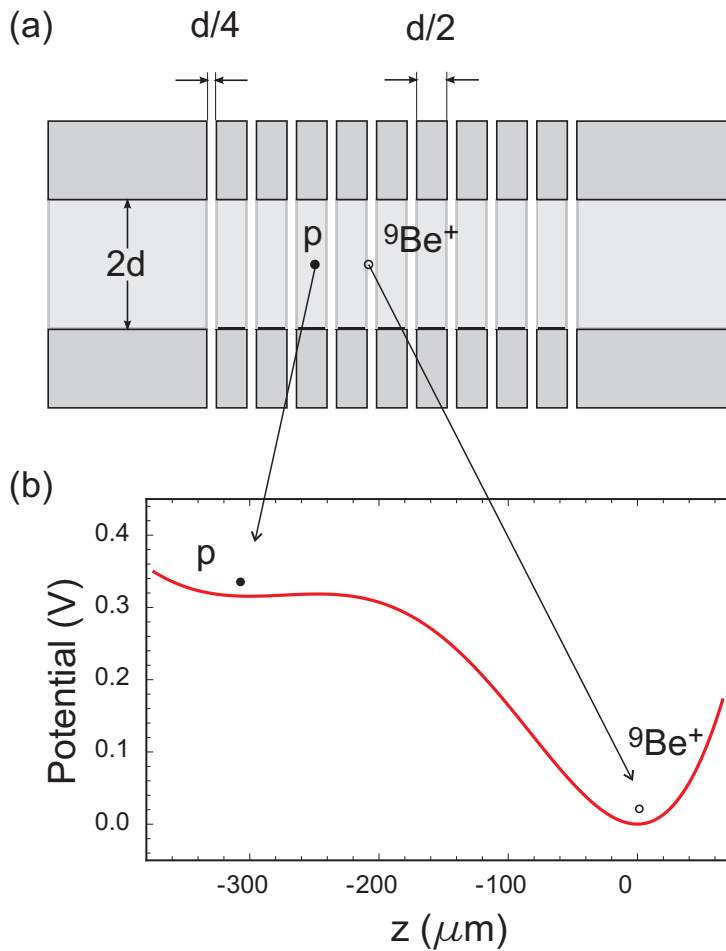 (a)
d/4
d/2
2d
p
⁹Be⁺
(b)
p
⁹Be⁺
Potential (V)
0.4
0.3
0.2
0.1
0.0
-300
-200
-100
0
z (μm)